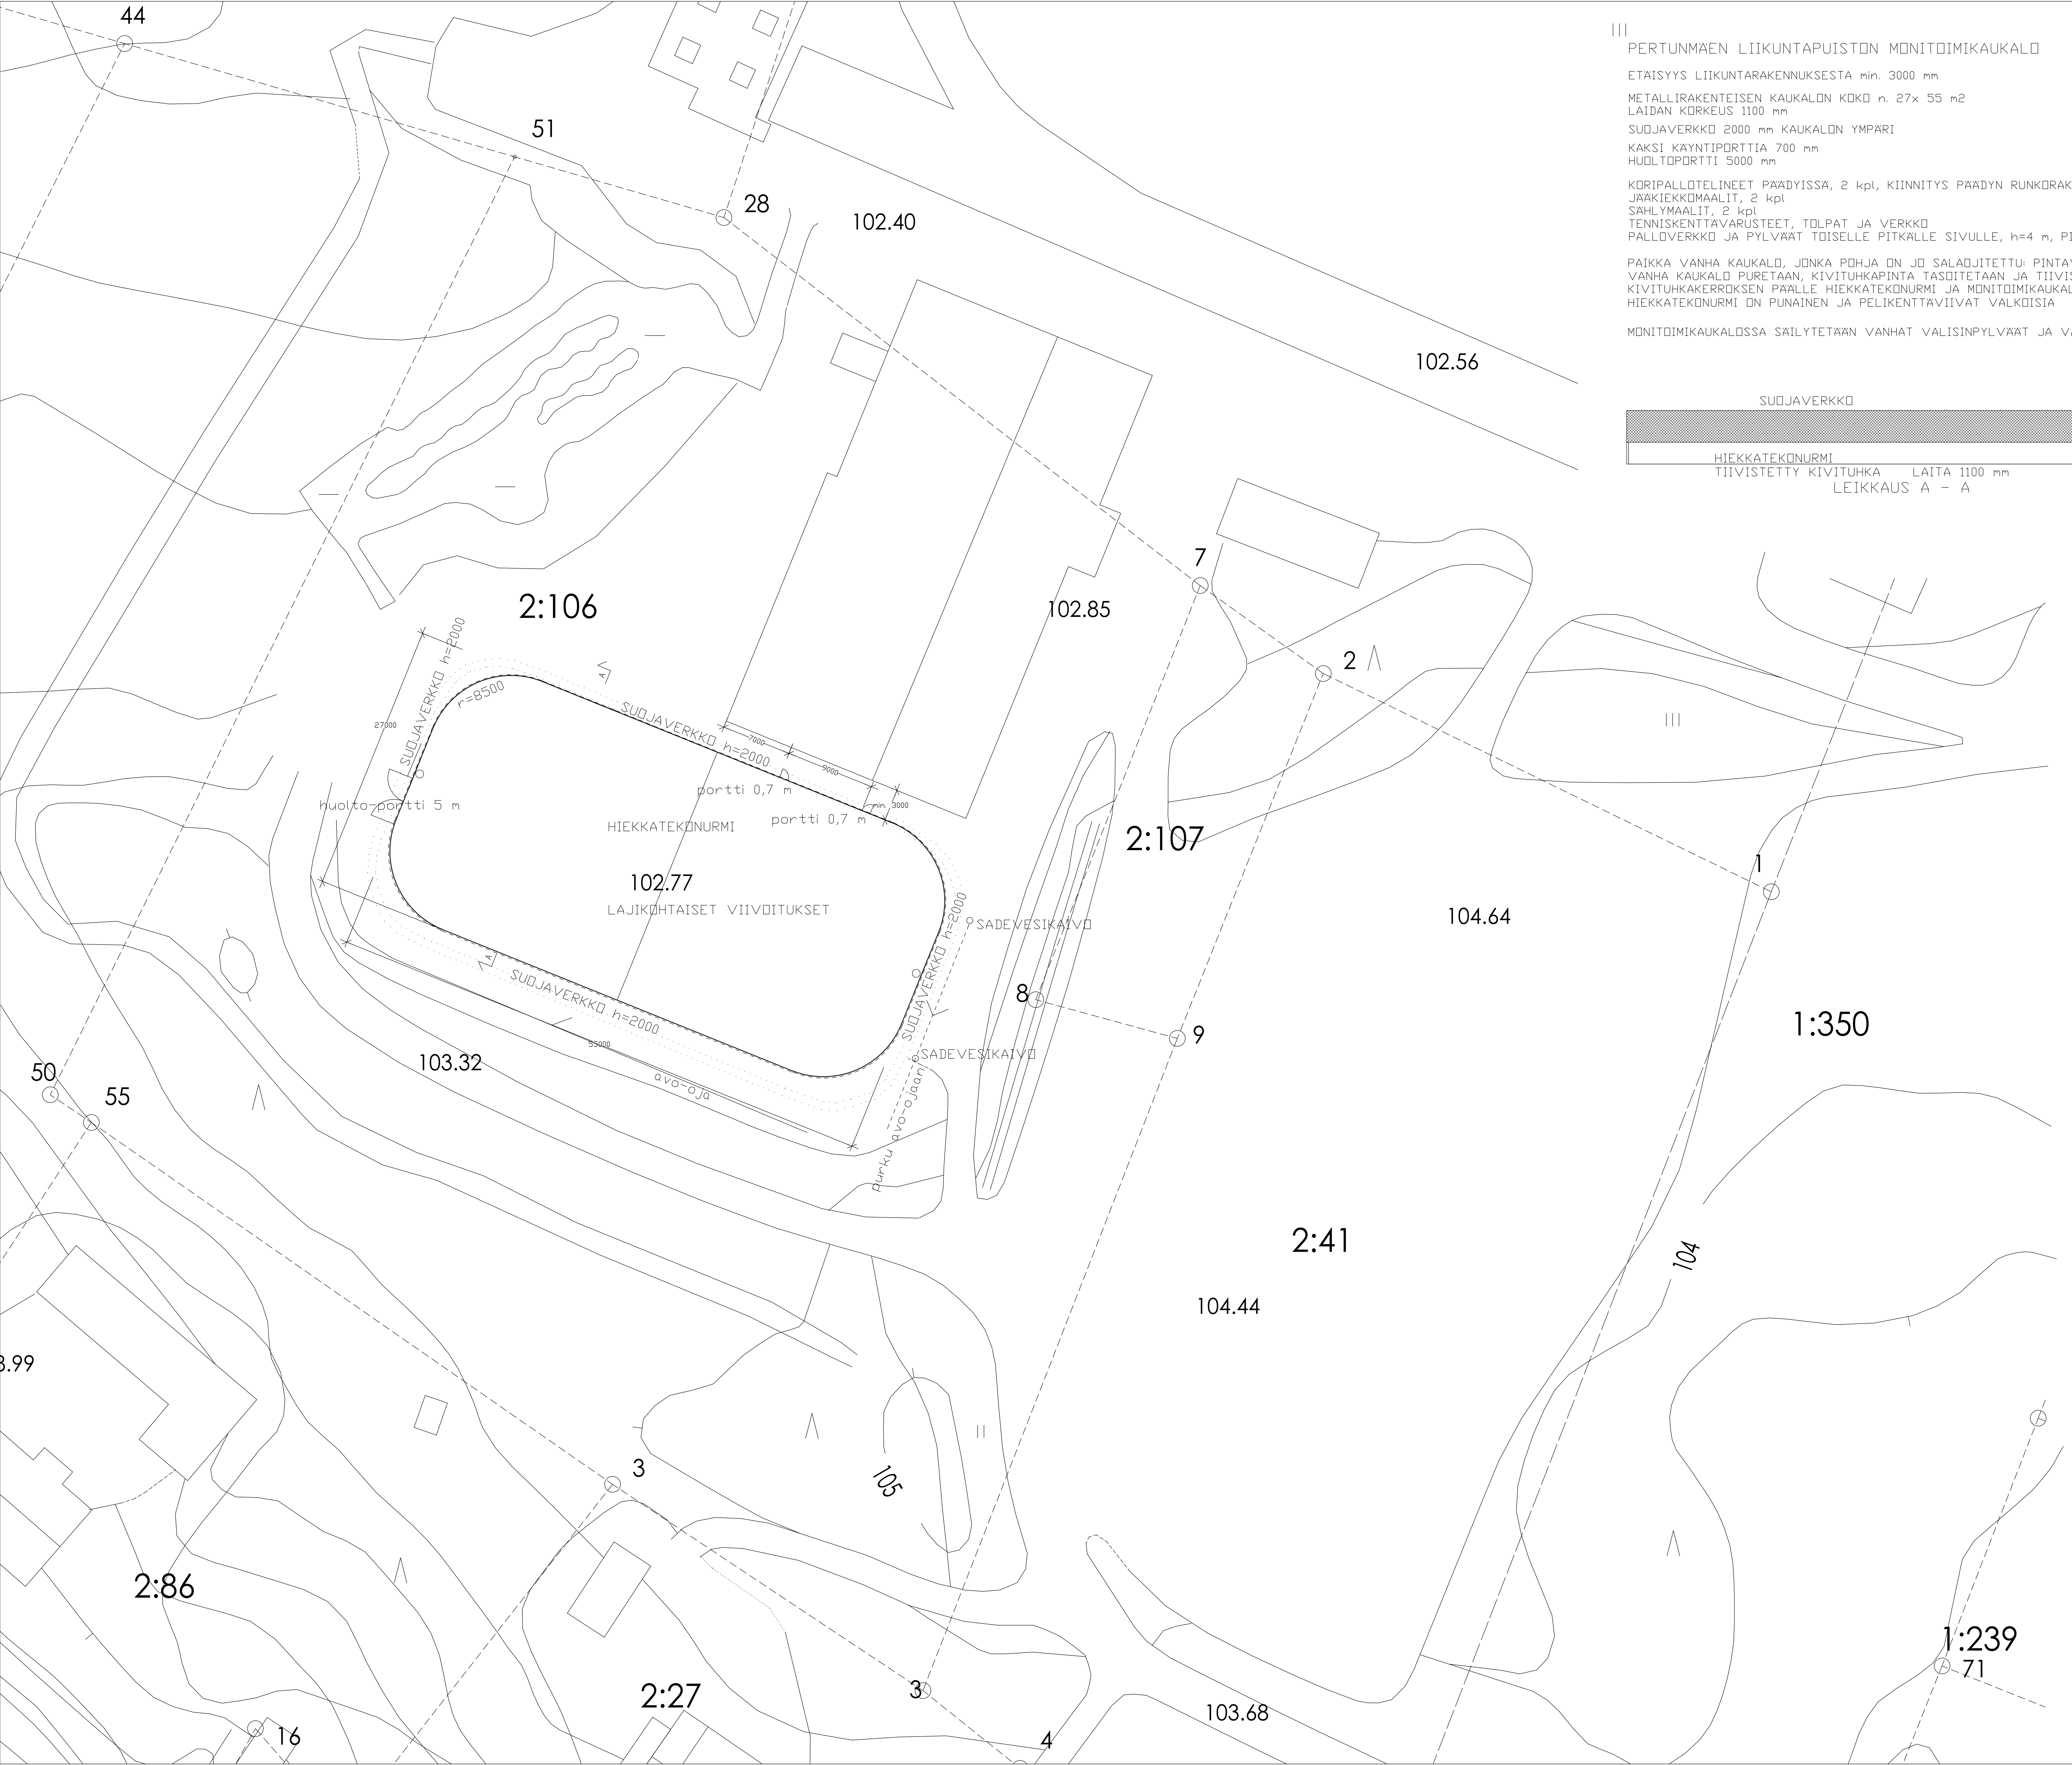 44
51
28
102.40
102.56
PERTUNMÄEN LIIKUNTAPUISTON MONITOIMIKAUKALO
ETÄISYYS LIIKUNTARAKENNUKSESTA min. 3000 mm
METALLIRAKENTEISEN KAUKALON KOKO n. 27x 55 m2
LAIDAN KORKEUS 1100 mm
SUOJAVERKKO 2000 mm KAUKALON YMPÄRI
KAKSI KÄYNTIPORTTIA 700 mm
HUOLTOPORTTI 5000 mm
KORIPALLOTELINEET PÄÄDYISSÄ, 2 kpl, KIINNITYS PÄÄDYN RUNKORAK
JÄÄKIEKKOMAALIT, 2 kpl
SÄHLYMAALIT, 2 kpl
TENNISKENTTÄVARUSTEET, TOLPAT JA VERKKO
PALLOVERKKO JA PYLVÄÄT TOISELLE PITKÄLLE SIVULLE, h=4 m, PI
PAIKKA VANHA KAUKALO, JONKA POHJA ON JO SALAOJITETTU: PINTAV
VANHA KAUKALO PURETAAN, KIVITUHKAPINTA TASOITETAAN JA TIIVIS
KIVITUHKAKERROKSEN PÄÄLLE HIEKKATEKONURMI JA MONITOIMIKAUKAL
HIEKKATEKONURMI ON PUNAINEN JA PELIKENTTÄVIIVAT VALKOISIA
MONITOIMIKAUKALOSSA SÄILYTETÄÄN VANHAT VALISINPYLVÄÄT JA VA
SUOJAVERKKO
HIEKKATEKONURMI
TIIVISTETTY KIVITUHKA LAITA 1100 mm
LEIKKAUS A - A
7
2:106
102.85
2
SUOJAVERKKO h=2000
r=8500
A
27000
SUOJAVERKKO h=2000
7000
9000
portti 0,7 m
min. 3000
huolto-portti 5 m
portti 0,7 m
HIEKKATEKONURMI
2:107
1
102.77
LAJIKOHTAISET VIIVOITUKSET
104.64
SADEVESIKAIVO
SUOJAVERKKO h=2000
A
SUOJAVERKKO h=2000
8
9
1:350
55000
SADEVESIKAIVO
103.32
avo-oja
purku avo-ojaan
50
55
2:41
104
104.44
3.99
3
105
2:86
1:239
71
2:27
3
103.68
16
4